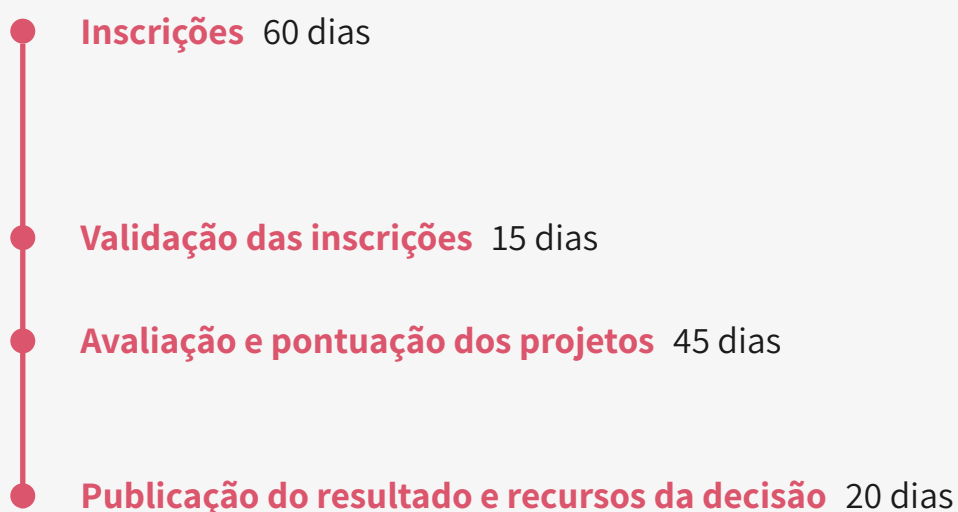 Inscrições 60 dias
Validação das inscrições 15 dias
Avaliação e pontuação dos projetos 45 dias
Publicação do resultado e recursos da decisão 20 dias